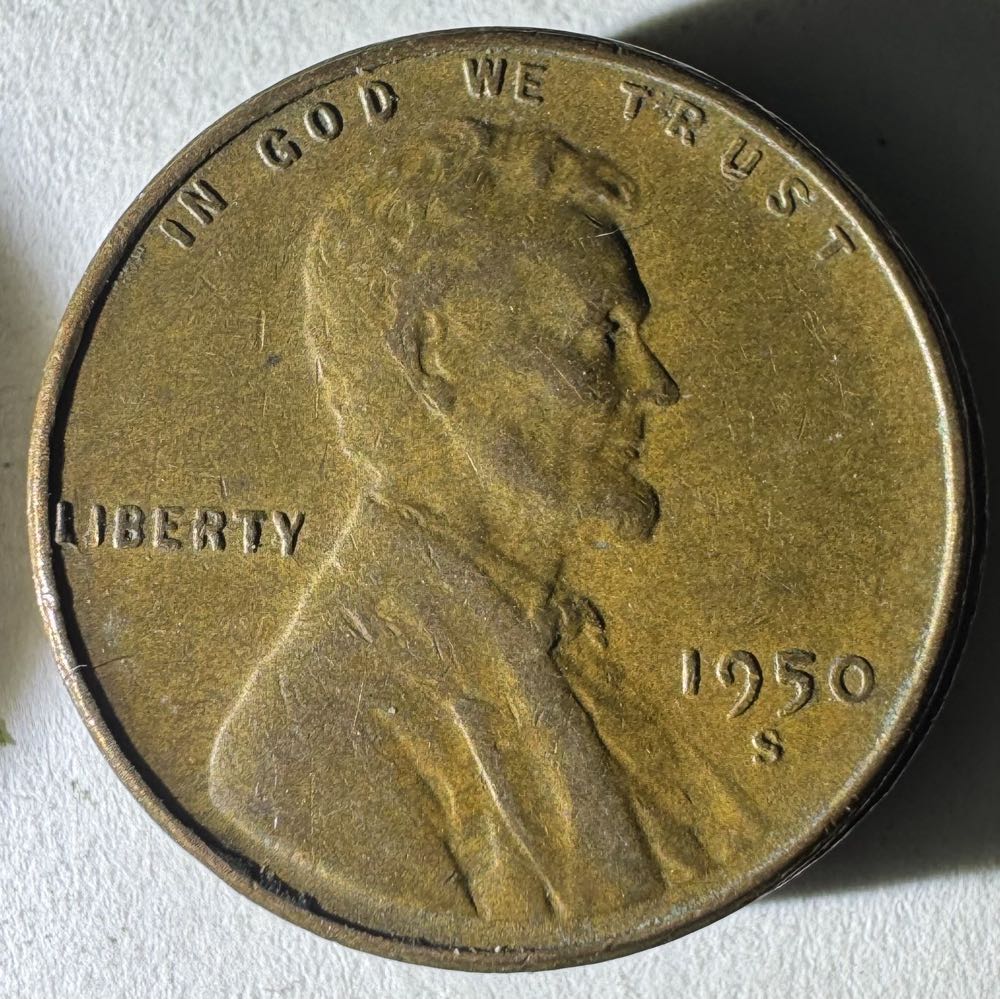 IN GOD WE TRUST
LIBERTY
1950
S